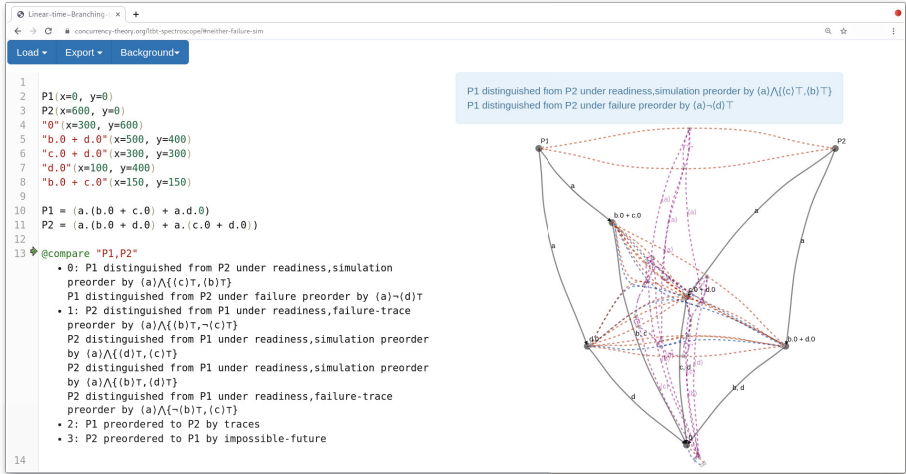 Linear-time–Branching-
concurrency-theory.org/ltbt-spectroscope/#neither-failure-sim
Load
Export
Background
1
2 P1(x=0, y=0)
3 P2(x=600, y=0)
4 "0"(x=300, y=600)
5 "b.0 + d.0"(x=500, y=400)
6 "c.0 + d.0"(x=300, y=300)
7 "d.0"(x=100, y=400)
8 "b.0 + c.0"(x=150, y=150)
9
10 P1 = (a.(b.0 + c.0) + a.d.0)
11 P2 = (a.(b.0 + d.0) + a.(c.0 + d.0))
12
13 @compare "P1,P2"
• 0: P1 distinguished from P2 under readiness,simulation
preorder by ⟨a⟩⋀{⟨c⟩⊤,⟨b⟩⊤}
P1 distinguished from P2 under failure preorder by ⟨a⟩¬⟨d⟩⊤
• 1: P2 distinguished from P1 under readiness,failure-trace
preorder by ⟨a⟩⋀{⟨b⟩⊤,¬⟨c⟩⊤}
P2 distinguished from P1 under readiness,simulation preorder
by ⟨a⟩⋀{⟨d⟩⊤,⟨c⟩⊤}
P2 distinguished from P1 under readiness,simulation preorder
by ⟨a⟩⋀{⟨b⟩⊤,⟨d⟩⊤}
P2 distinguished from P1 under readiness,failure-trace
preorder by ⟨a⟩⋀{¬⟨b⟩⊤,⟨c⟩⊤}
• 2: P1 preordered to P2 by traces
• 3: P2 preordered to P1 by impossible-future
14
P1 distinguished from P2 under readiness,simulation preorder by ⟨a⟩⋀{⟨c⟩⊤,⟨b⟩⊤}
P1 distinguished from P2 under failure preorder by ⟨a⟩¬⟨d⟩⊤
P1
P2
a
b.0 + c.0
a
a
a
c.0 + d.0
d.0
b.0 + d.0
b, c
c, d
b, d
d